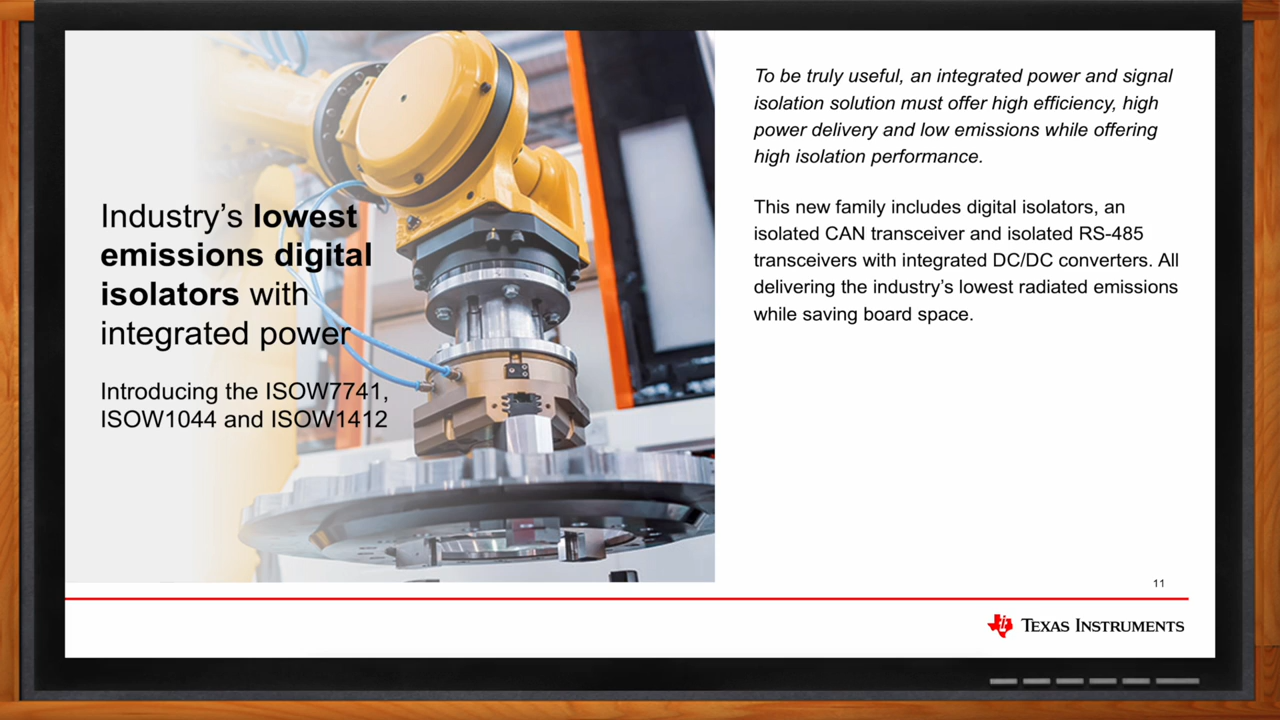 Industry’s lowest
emissions digital
isolators with
integrated power
Introducing the ISOW7741,
ISOW1044 and ISOW1412
To be truly useful, an integrated power and signal
isolation solution must offer high efficiency, high
power delivery and low emissions while offering
high isolation performance.
This new family includes digital isolators, an
isolated CAN transceiver and isolated RS-485
transceivers with integrated DC/DC converters. All
delivering the industry’s lowest radiated emissions
while saving board space.
11
Texas Instruments